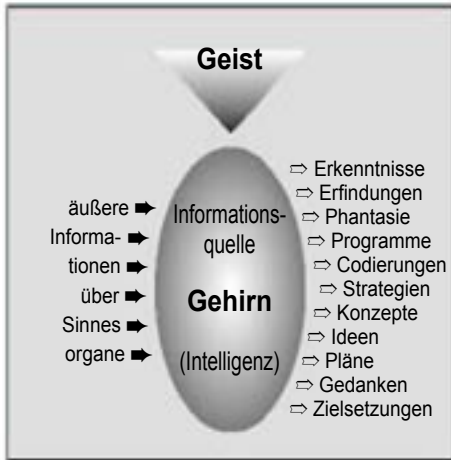 Geist
äußere ➨
Informa- ➨
tionen ➨
über ➨
Sinnes ➨
organe ➨
Informations-
quelle
Gehirn
(Intelligenz)
⇨ Erkenntnisse
⇨ Erfindungen
⇨ Phantasie
⇨ Programme
⇨ Codierungen
⇨ Strategien
⇨ Konzepte
⇨ Ideen
⇨ Pläne
⇨ Gedanken
⇨ Zielsetzungen